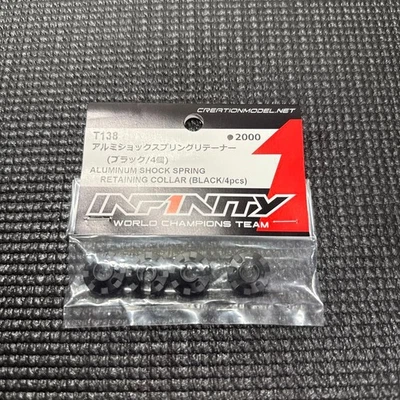 CREATIONMODEL.NET
T138
●2000
アルミショックスプリングリテーナー
(ブラック/4個)
ALUMINUM SHOCK SPRING
RETAINING COLLAR (BLACK/4pcs)
INF1NITY
WORLD CHAMPIONS TEAM